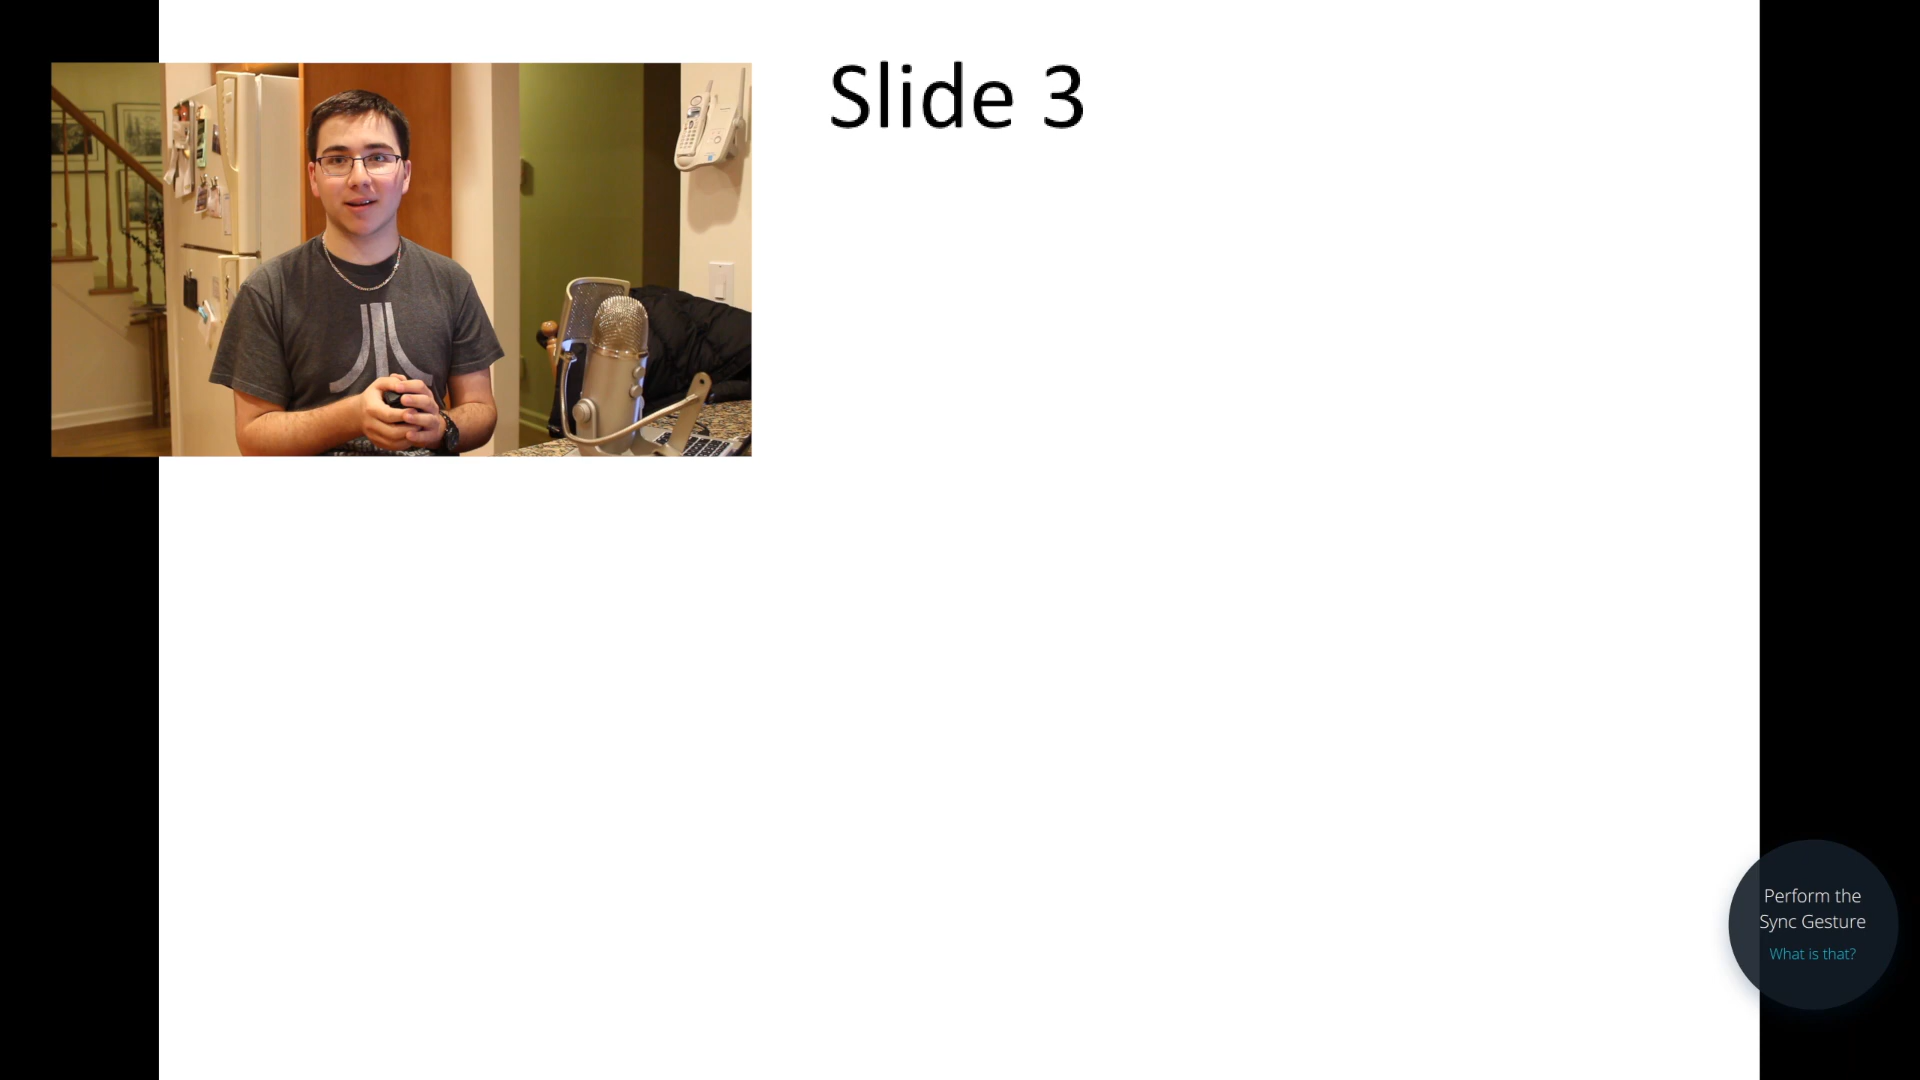 Slide 3
Perform the
Sync Gesture
What is that?